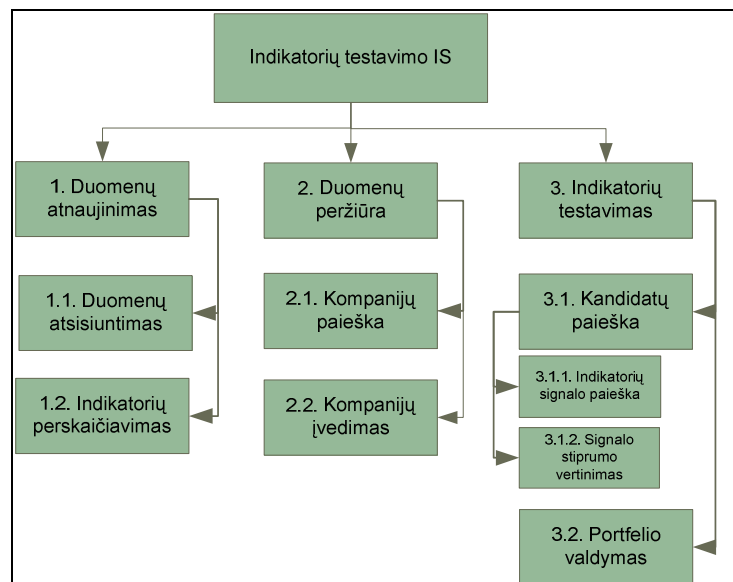 Indikatorių testavimo IS
1. Duomenų
atnaujinimas
1.1. Duomenų
atsisiuntimas
1.2. Indikatorių
perskaičiavimas
2. Duomenų
peržiūra
2.1. Kompanijų
paieška
2.2. Kompanijų
įvedimas
3. Indikatorių
testavimas
3.1. Kandidatų
paieška
3.1.1. Indikatorių
signalo paieška
3.1.2. Signalo
stiprumo
vertinimas
3.2. Portfelio
valdymas